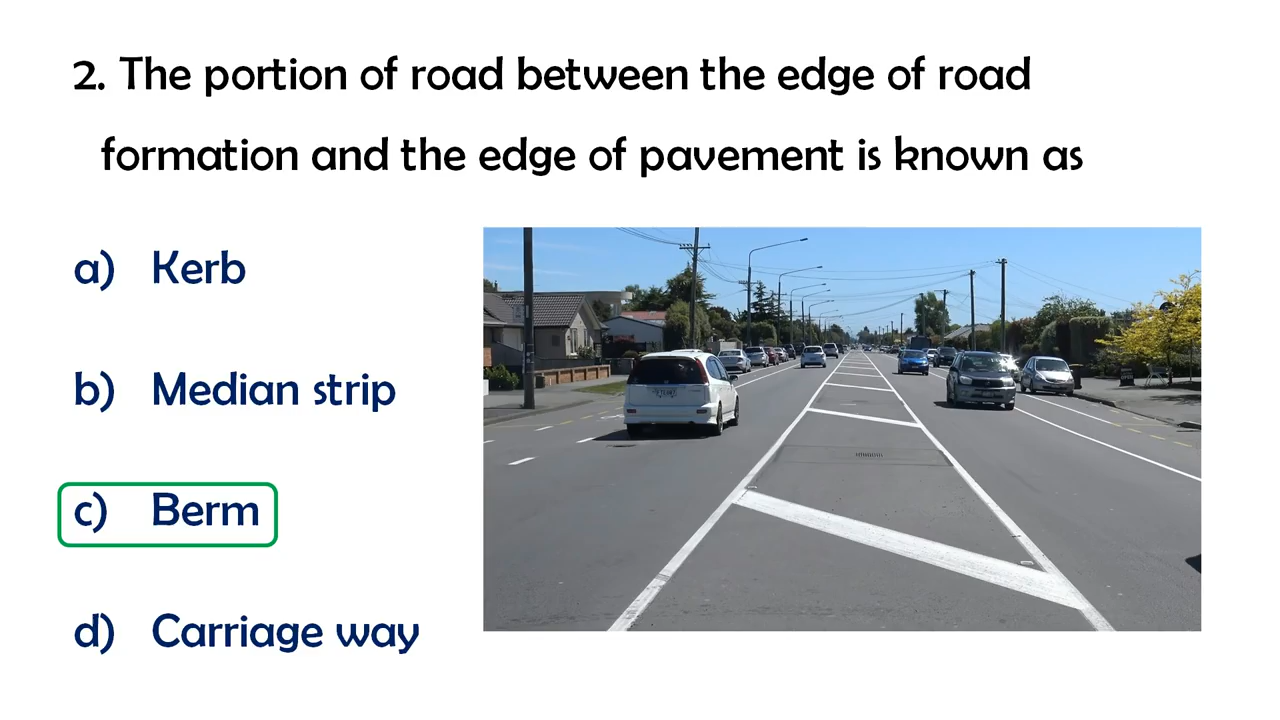 2. The portion of road between the edge of road
formation and the edge of pavement is known as
a) Kerb
b) Median strip
c) Berm
d) Carriage way